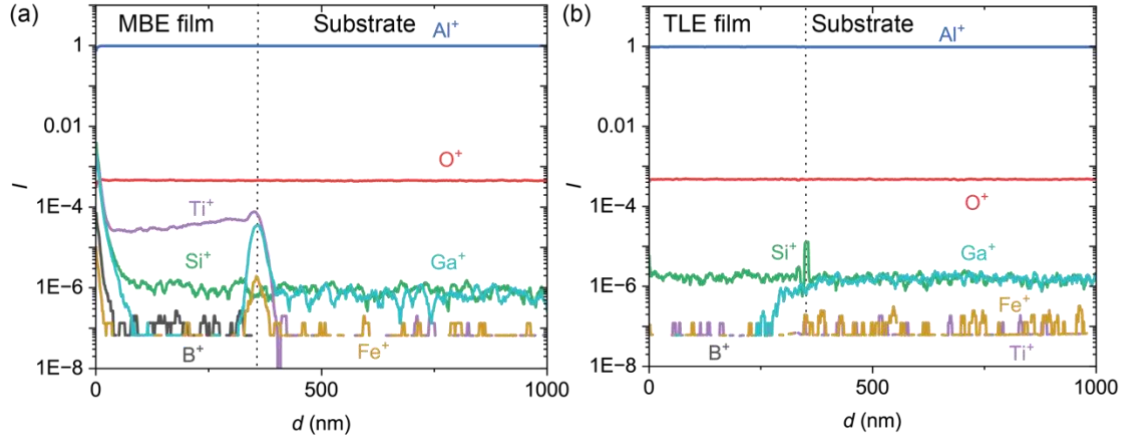 (a)
MBE film Substrate
Al⁺
1
0.01
O⁺
I
1E-4
Ti⁺
Si⁺
Ga⁺
1E-6
B⁺
Fe⁺
1E-8
0 500 1000
d (nm)
(b)
TLE film Substrate
Al⁺
1
0.01
O⁺
I
1E-4
Si⁺
Ga⁺
1E-6
Fe⁺
B⁺
Ti⁺
1E-8
0 500 1000
d (nm)